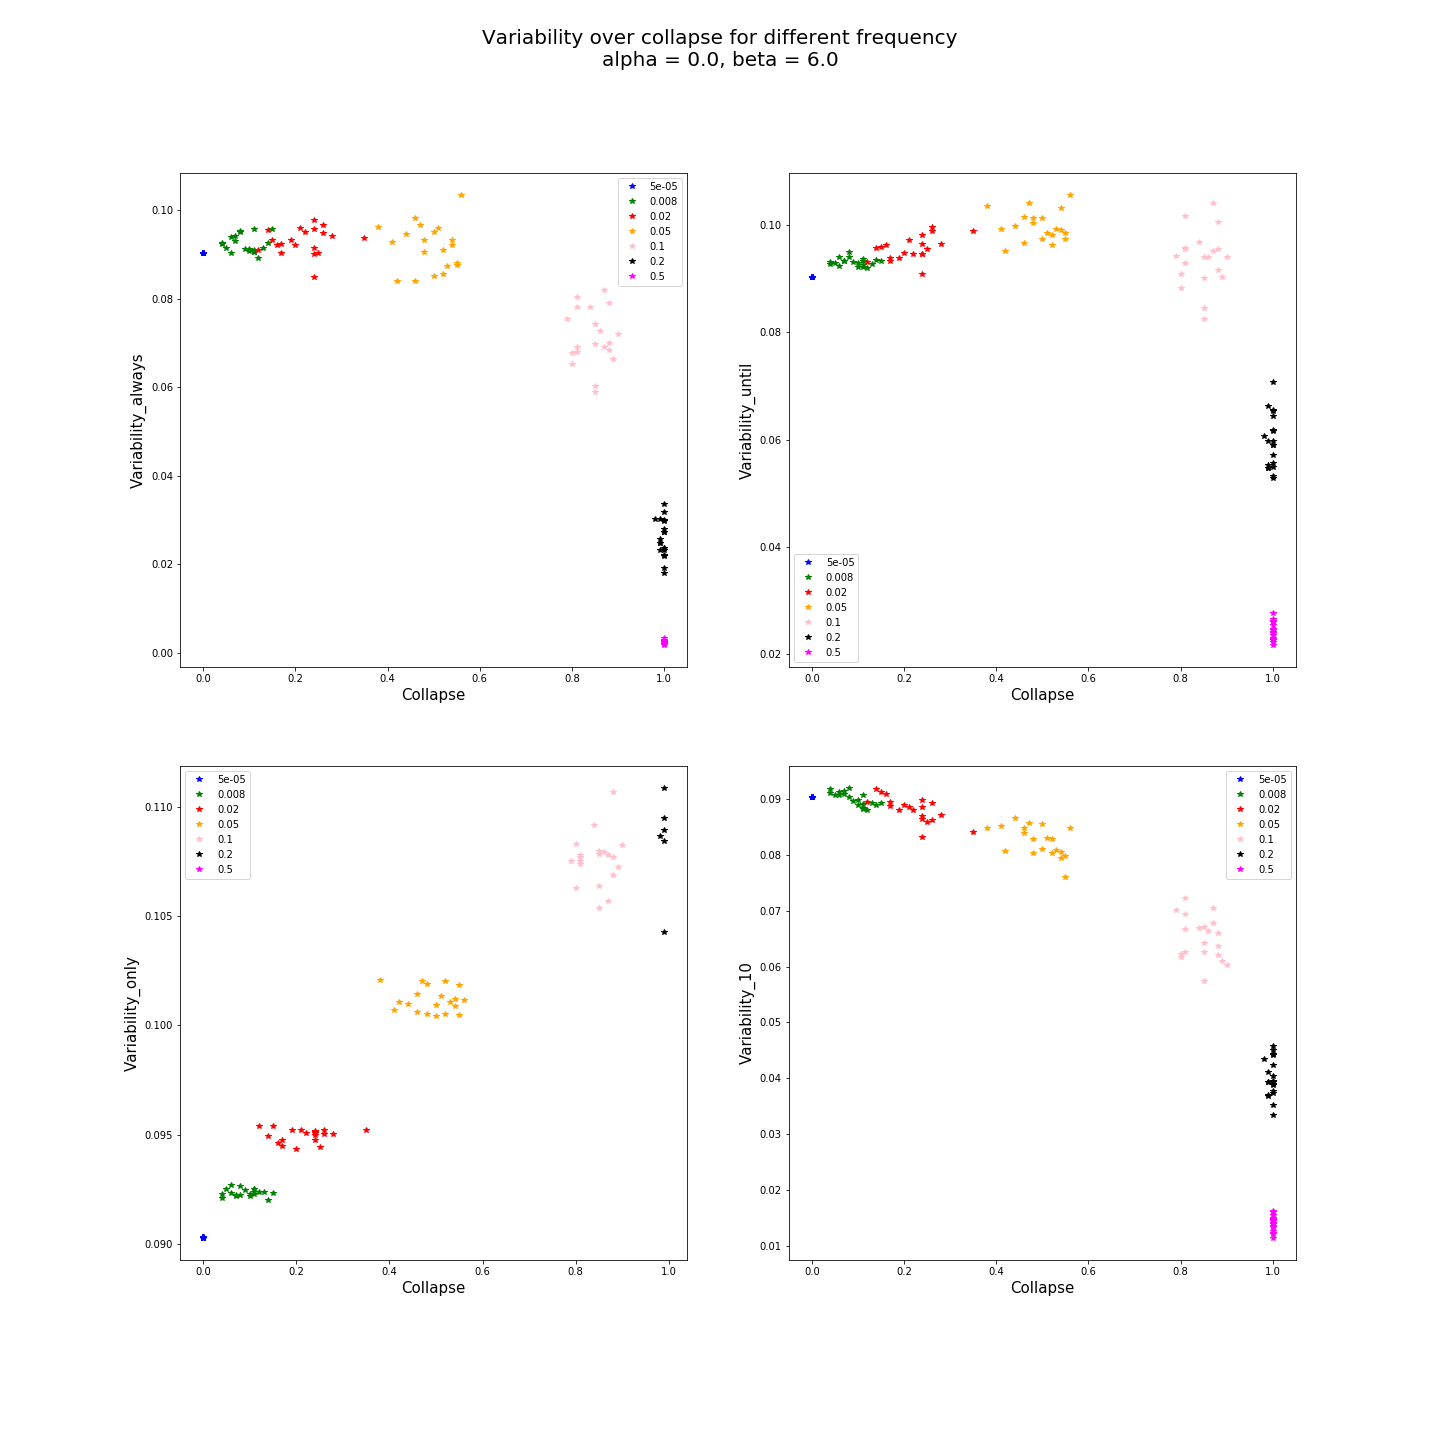 Variability over collapse for different frequency
alpha = 0.0, beta = 6.0
Variability_always
0.10
0.08
0.06
0.04
0.02
0.00
5e-05
0.008
0.02
0.05
0.1
0.2
0.5
0.0 0.2 0.4 0.6 0.8 1.0
Collapse
Variability_until
0.10
0.08
0.06
0.04
0.02
5e-05
0.008
0.02
0.05
0.1
0.2
0.5
0.0 0.2 0.4 0.6 0.8 1.0
Collapse
Variability_only
0.110
0.105
0.100
0.095
0.090
5e-05
0.008
0.02
0.05
0.1
0.2
0.5
0.0 0.2 0.4 0.6 0.8 1.0
Collapse
Variability_10
0.09
0.08
0.07
0.06
0.05
0.04
0.03
0.02
0.01
5e-05
0.008
0.02
0.05
0.1
0.2
0.5
0.0 0.2 0.4 0.6 0.8 1.0
Collapse